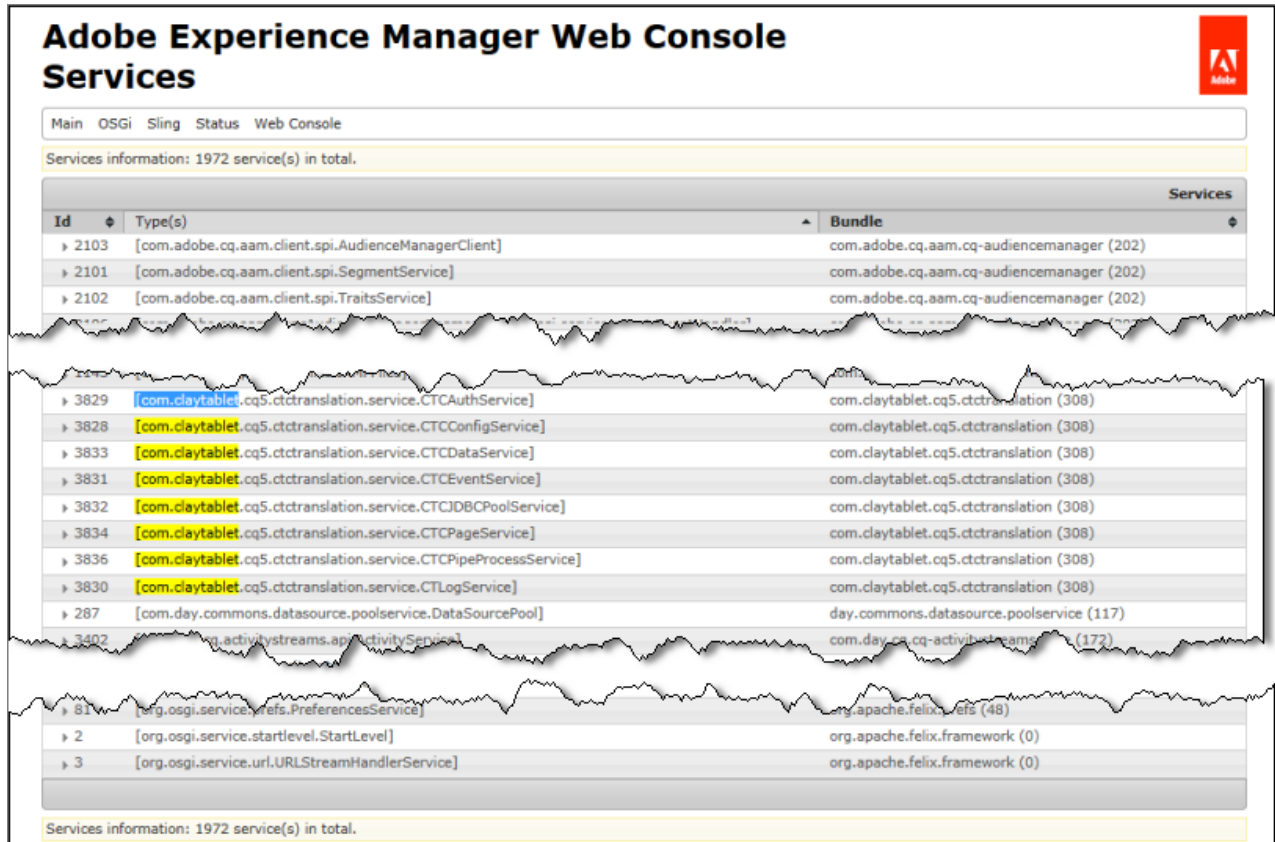 Adobe Experience Manager Web Console
Services
Adobe
Main OSGi Sling Status Web Console
Services information: 1972 service(s) in total.
Services
Id Type(s) Bundle
2103 [com.adobe.cq.aam.client.spi.AudienceManagerClient] com.adobe.cq.aam.cq-audiencemanager (202)
2101 [com.adobe.cq.aam.client.spi.SegmentService] com.adobe.cq.aam.cq-audiencemanager (202)
2102 [com.adobe.cq.aam.client.spi.TraitsService] com.adobe.cq.aam.cq-audiencemanager (202)
3829 [com.claytablet.cq5.ctctranslation.service.CTCAuthService] com.claytablet.cq5.ctctranslation (308)
3828 [com.claytablet.cq5.ctctranslation.service.CTCConfigService] com.claytablet.cq5.ctctranslation (308)
3833 [com.claytablet.cq5.ctctranslation.service.CTCDataService] com.claytablet.cq5.ctctranslation (308)
3831 [com.claytablet.cq5.ctctranslation.service.CTCEventService] com.claytablet.cq5.ctctranslation (308)
3832 [com.claytablet.cq5.ctctranslation.service.CTCJDBCPoolService] com.claytablet.cq5.ctctranslation (308)
3834 [com.claytablet.cq5.ctctranslation.service.CTCPageService] com.claytablet.cq5.ctctranslation (308)
3836 [com.claytablet.cq5.ctctranslation.service.CTCPipeProcessService] com.claytablet.cq5.ctctranslation (308)
3830 [com.claytablet.cq5.ctctranslation.service.CTLogService] com.claytablet.cq5.ctctranslation (308)
287 [com.day.commons.datasource.poolservice.DataSourcePool] day.commons.datasource.poolservice (117)
3402 (172)
81 [org.osgi.service.prefs.PreferencesService] org.apache.felix.prefs (48)
2 [org.osgi.service.startlevel.StartLevel] org.apache.felix.framework (0)
3 [org.osgi.service.url.URLStreamHandlerService] org.apache.felix.framework (0)
Services information: 1972 service(s) in total.